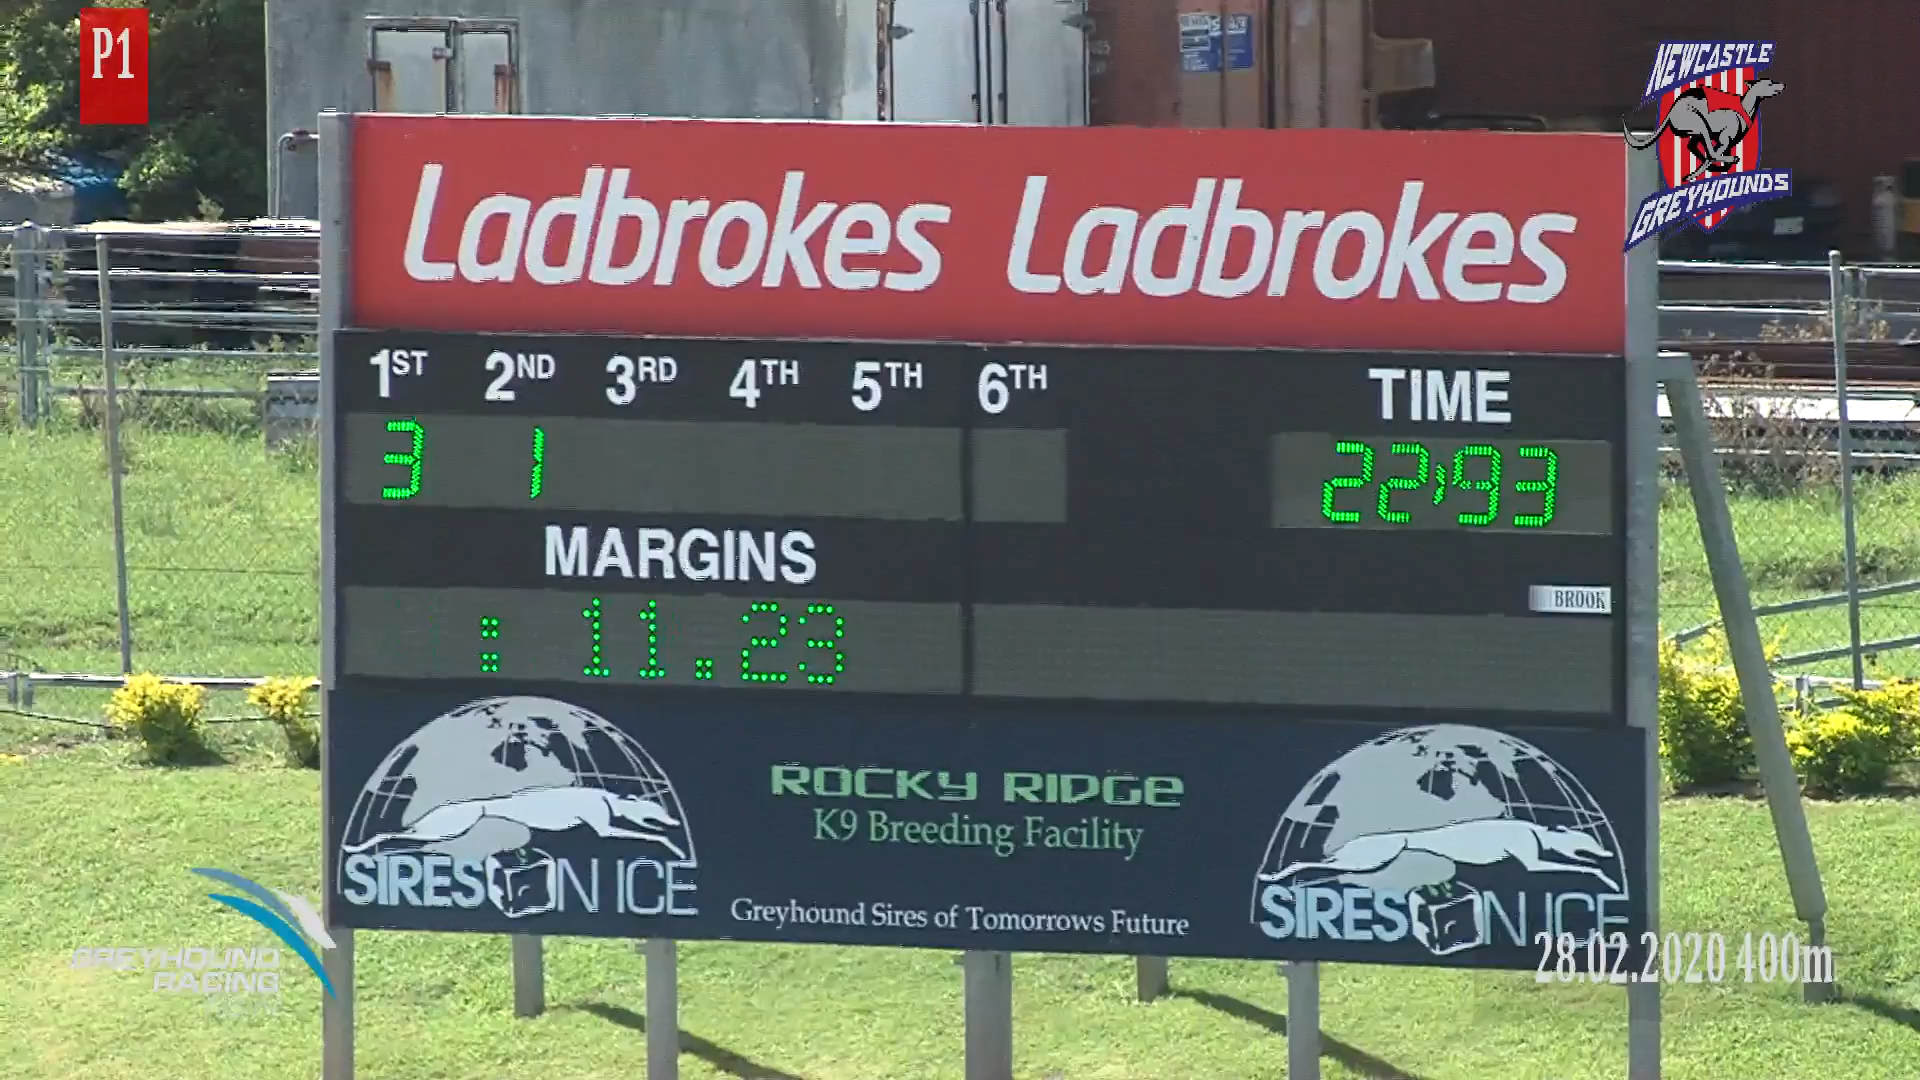 P1
NEWCASTLE
GREYHOUNDS
Ladbrokes Ladbrokes
1ST 2ND 3RD 4TH 5TH 6TH TIME
3 1 22:93
MARGINS
BROOK
: 11.23
ROCKY RIDGE
K9 Breeding Facility
SIRES ON ICE
SIRES ON ICE
Greyhound Sires of Tomorrows Future
GREYHOUND
RACING
28.02.2020 400m